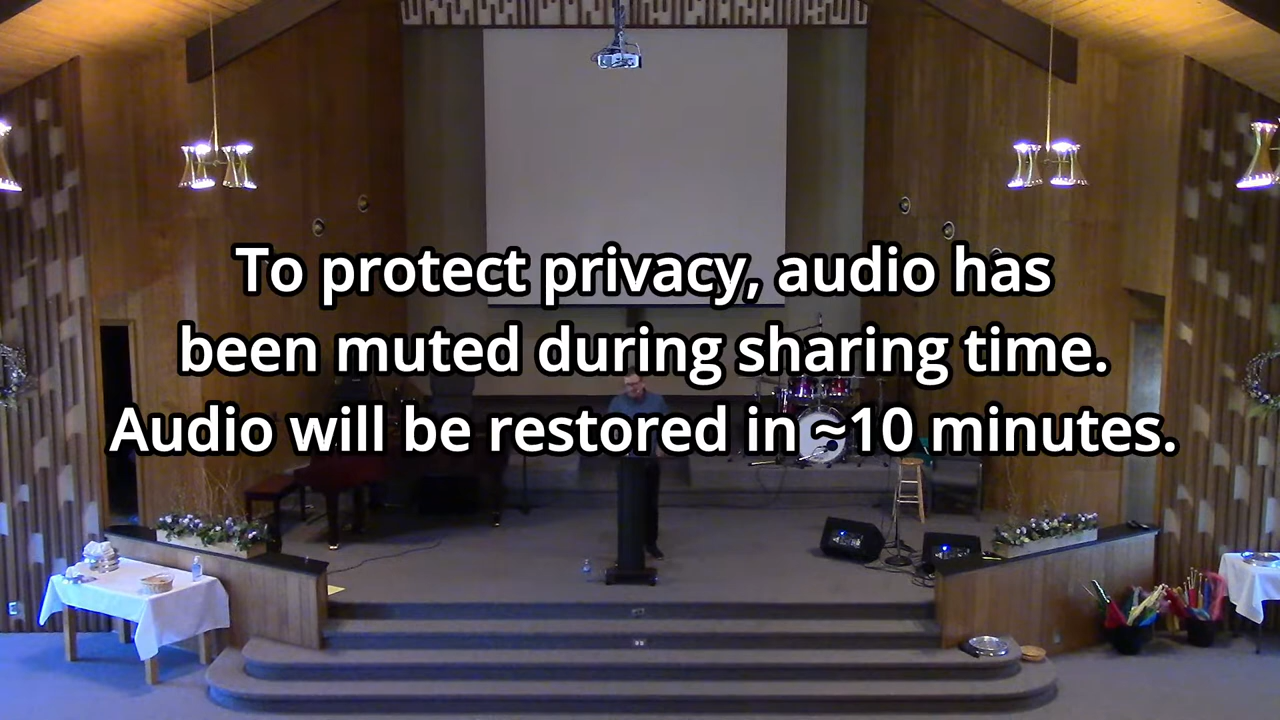 To protect privacy, audio has
been muted during sharing time.
Audio will be restored in ~10 minutes.